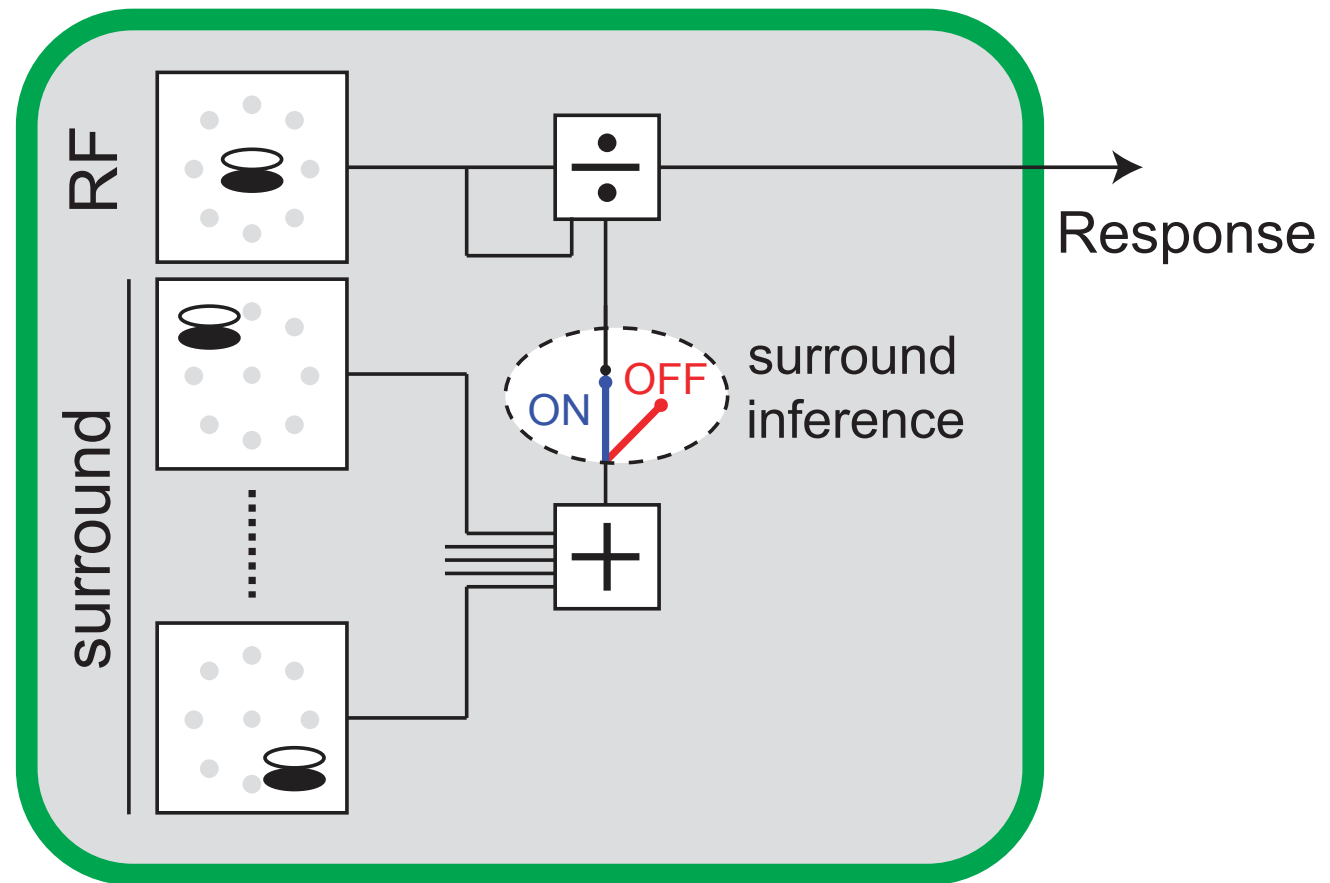 RF
÷
Response
surround
ON
OFF
surround
inference
+